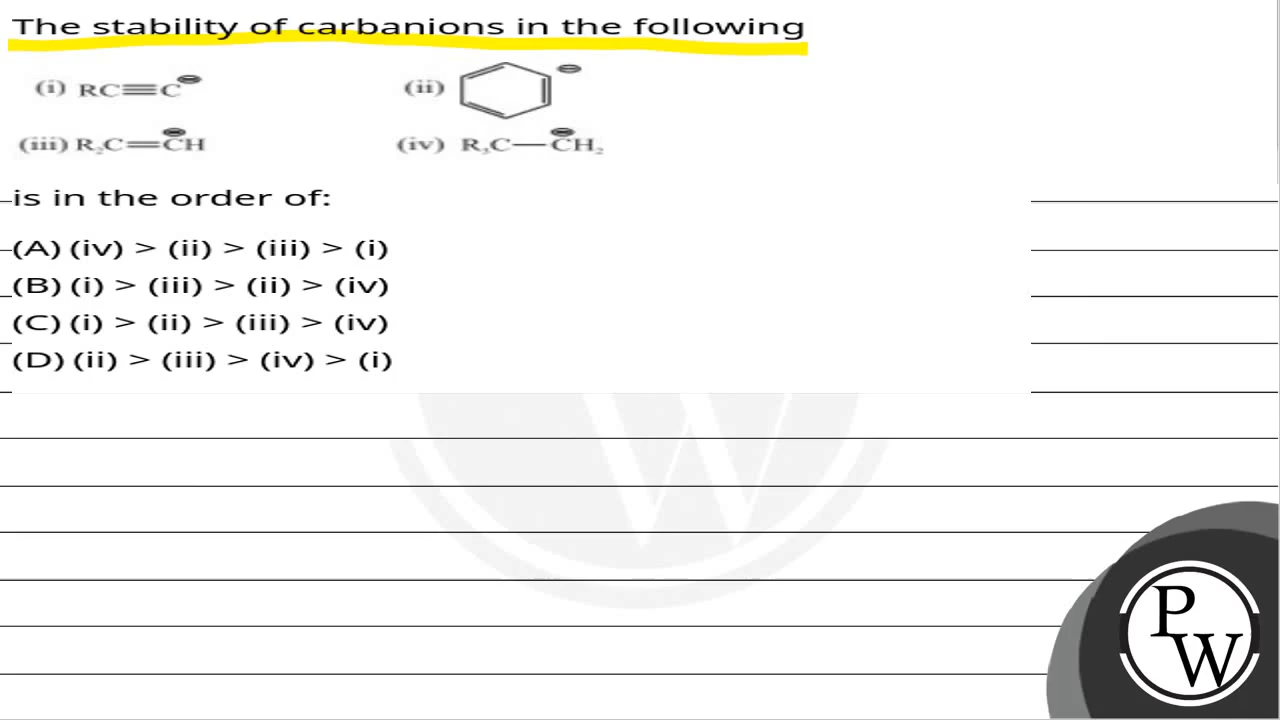 The stability of carbanions in the following
(i) RC≡C⊖ (ii) ⊖
(iii) R₂C=C⊖H (iv) R₃C—C⊖H₂
is in the order of:
(A) (iv) > (ii) > (iii) > (i)
(B) (i) > (iii) > (ii) > (iv)
(C) (i) > (ii) > (iii) > (iv)
(D) (ii) > (iii) > (iv) > (i)
P
W